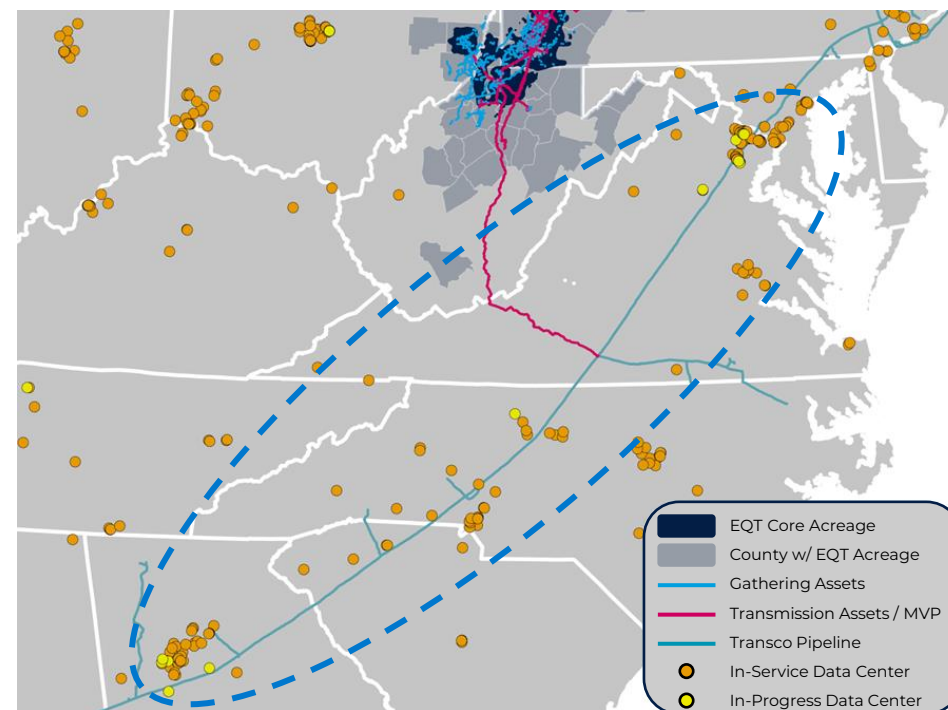 EQT Core Acreage
County w/ EQT Acreage
Gathering Assets
Transmission Assets / MVP
Transco Pipeline
In-Service Data Center
In-Progress Data Center